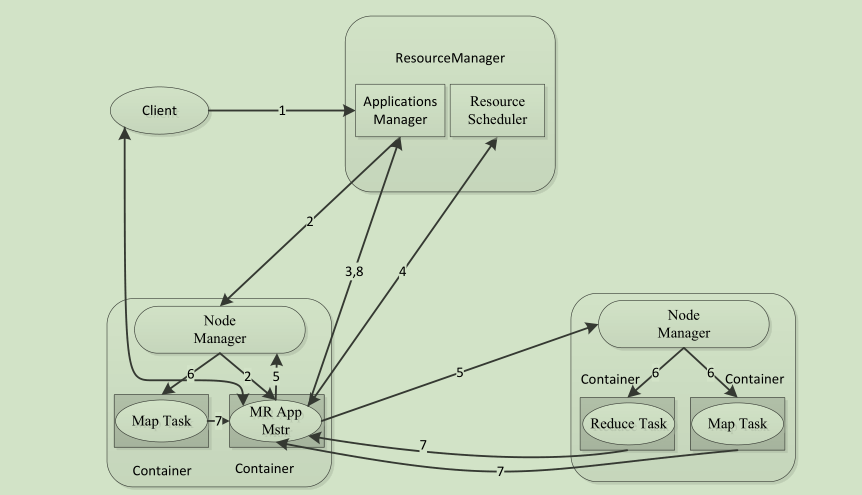 ResourceManager
Client
1
Applications
Manager
Resource
Scheduler
2
3,8
4
Node
Manager
6
2
5
Map Task
7
MR App
Mstr
Container
Container
5
Node
Manager
Container
6
6
Container
Reduce Task
Map Task
7
7